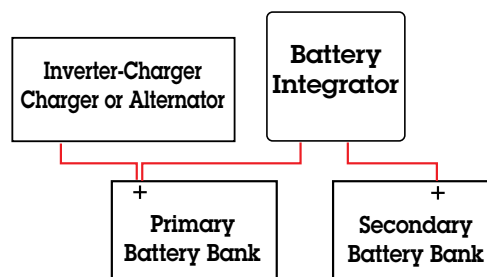 Inverter-Charger
Charger or Alternator
Battery
Integrator
+
Primary
Battery Bank
+
Secondary
Battery Bank